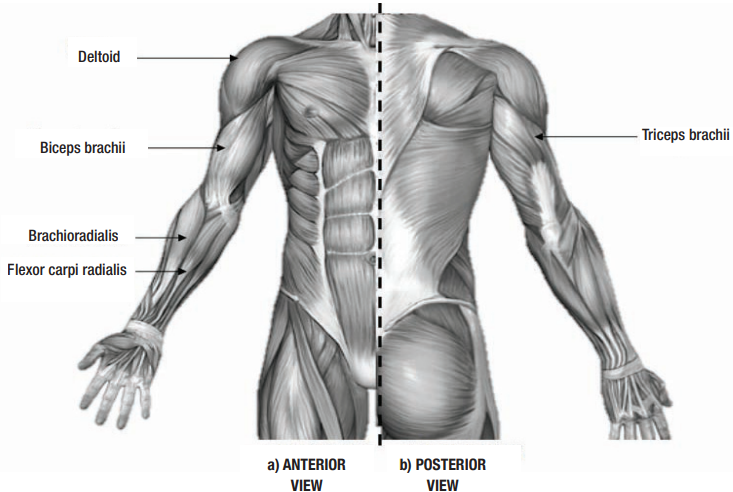 Deltoid
Biceps brachii
Triceps brachii
Brachioradialis
Flexor carpi radialis
a) ANTERIOR
VIEW
b) POSTERIOR
VIEW